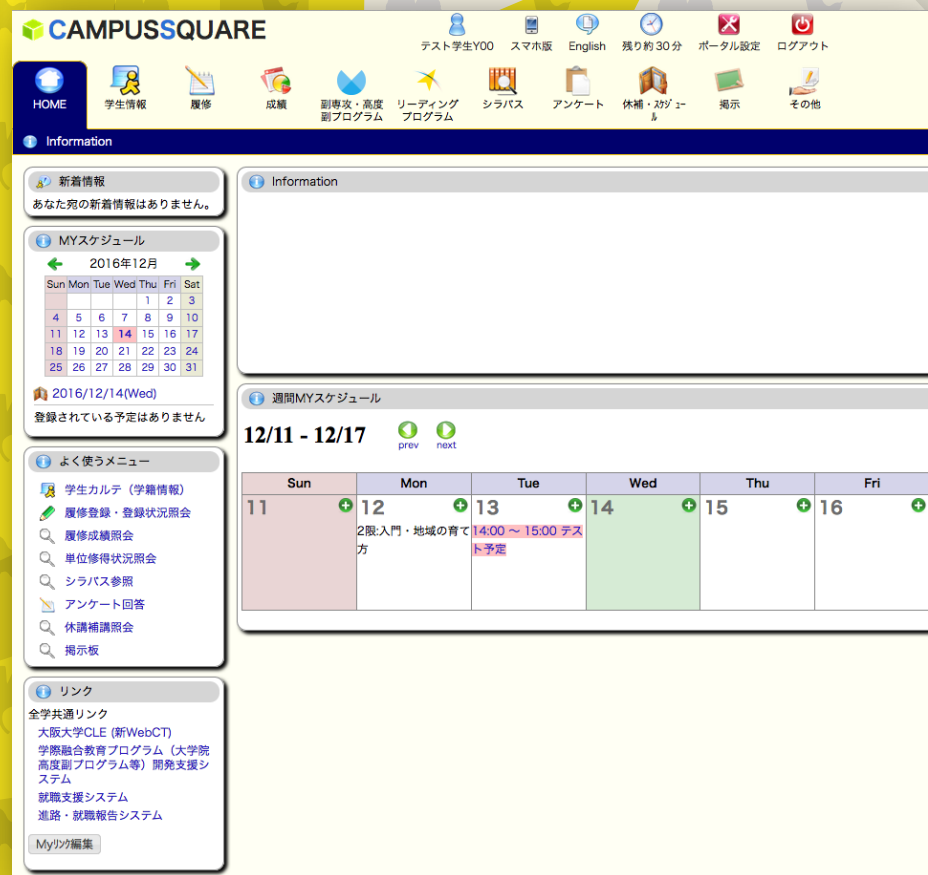 CAMPUSSQUARE
テスト学生Y00 スマホ版 English 残り約30分 ポータル設定 ログアウト
HOME 学生情報 履修 成績 副専攻・高度副プログラム リーディングプログラム シラバス アンケート 休補・スケジュール 掲示 その他
Information
新着情報
あなた宛の新着情報はありません。
MYスケジュール
2016年12月
Sun Mon Tue Wed Thu Fri Sat
1 2 3
4 5 6 7 8 9 10
11 12 13 14 15 16 17
18 19 20 21 22 23 24
25 26 27 28 29 30 31
2016/12/14(Wed)
登録されている予定はありません
よく使うメニュー
学生カルテ（学籍情報）
履修登録・登録状況照会
履修成績照会
単位修得状況照会
シラバス参照
アンケート回答
休講補講照会
掲示板
リンク
全学共通リンク
大阪大学CLE (新WebCT)
学際融合教育プログラム（大学院
高度副プログラム等）開発支援シ
ステム
就職支援システム
進路・就職報告システム
Myリンク編集
Information
週間MYスケジュール
12/11 - 12/17
prev next
Sun Mon Tue Wed Thu Fri
11 12 13 14 15 16
2限:入門・地域の育て
方
14:00 ～ 15:00 テス
ト予定